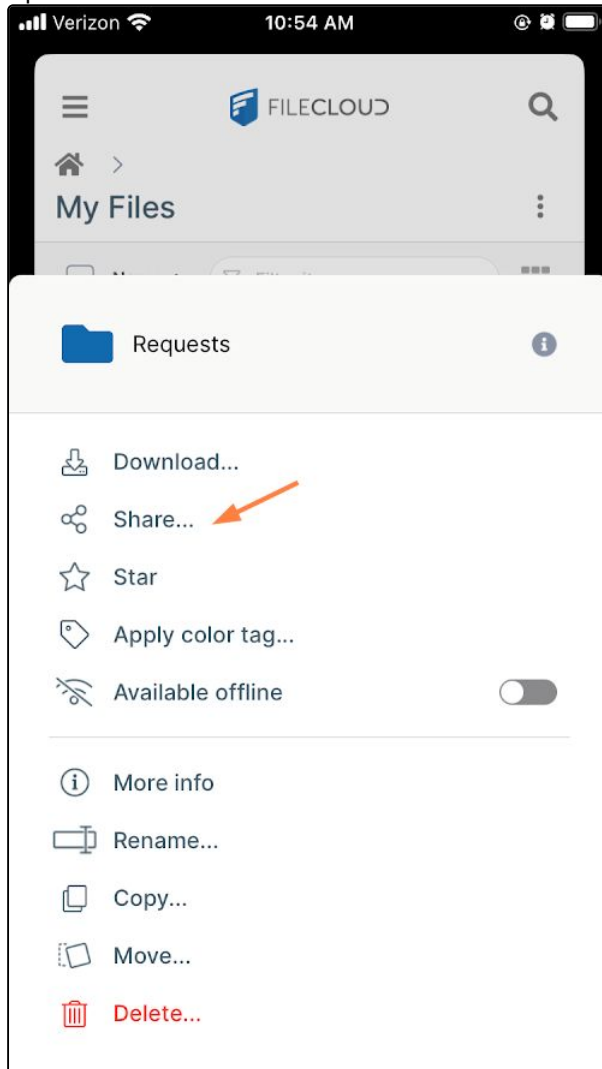 Verizon 10:54 AM
FILECLOUD
My Files
Requests
Download...
Share...
Star
Apply color tag...
Available offline
More info
Rename...
Copy...
Move...
Delete...